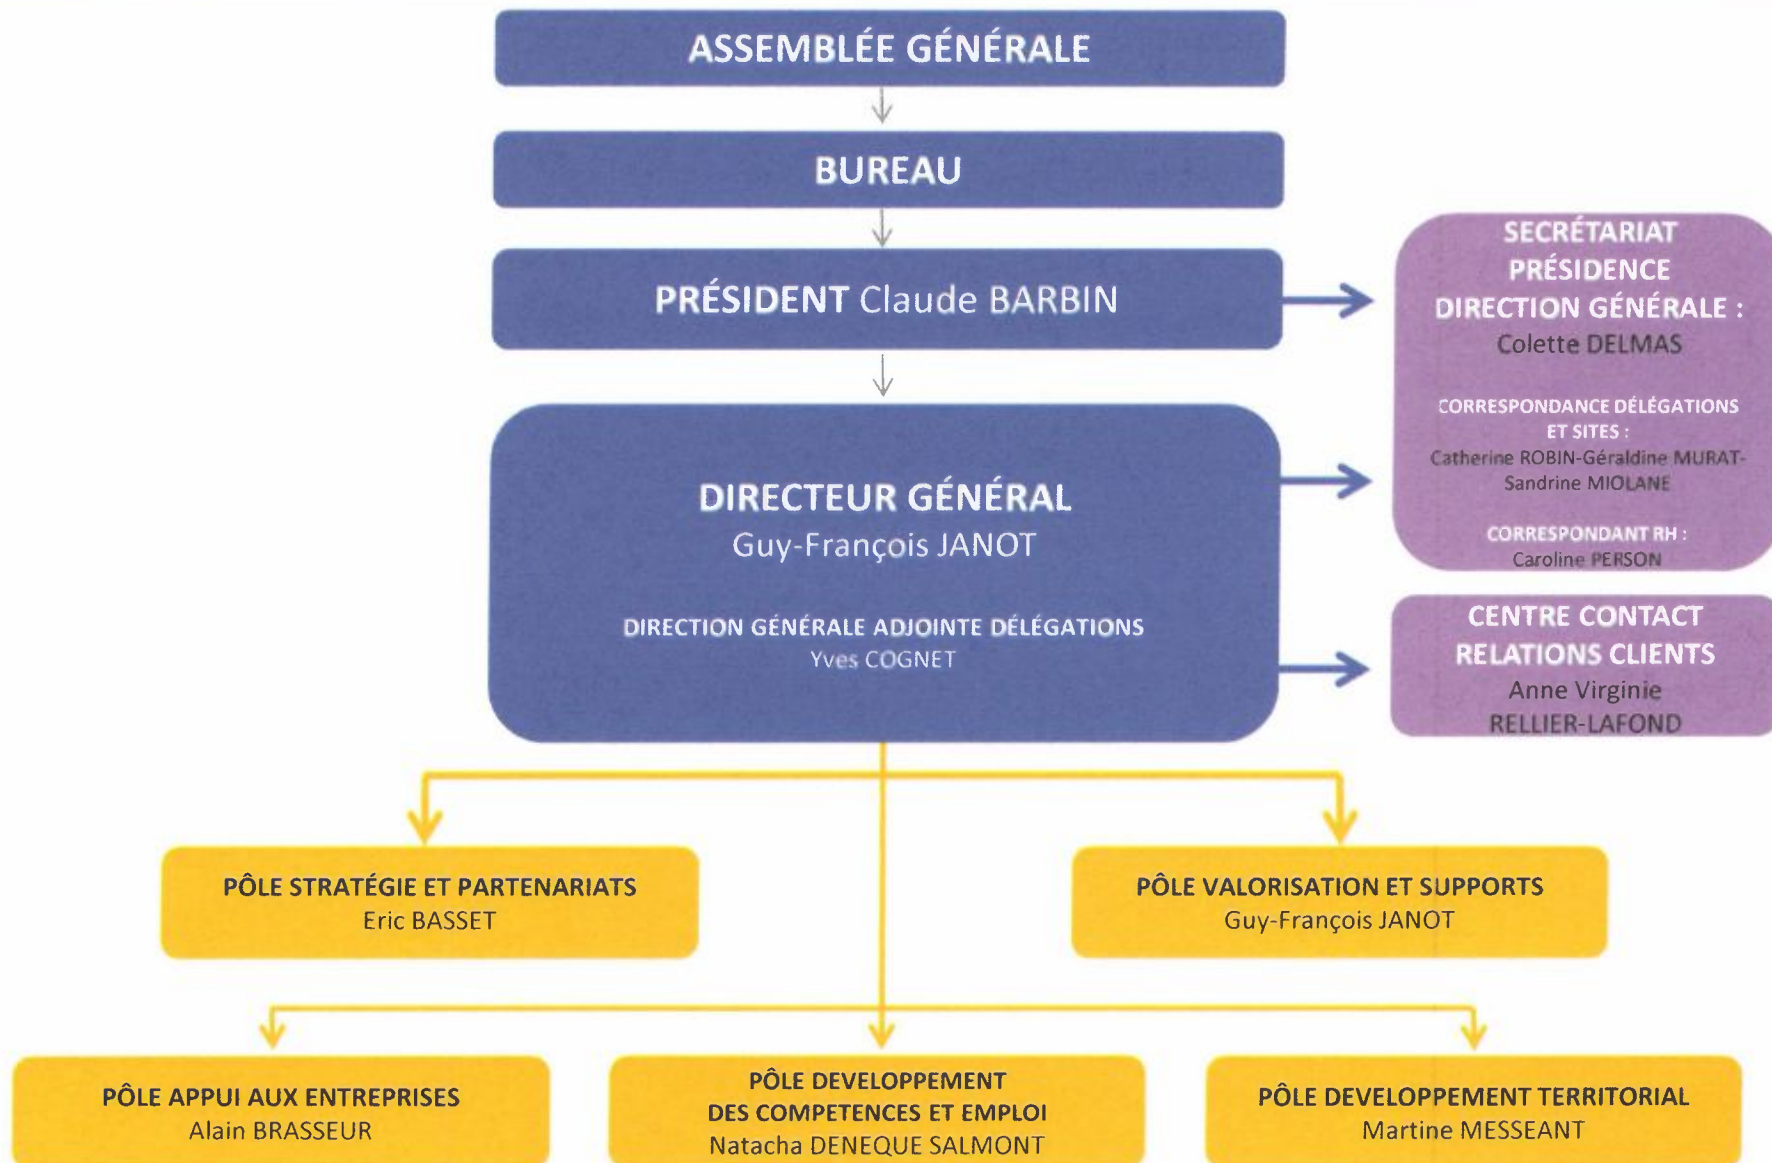 ASSEMBLÉE GÉNÉRALE
BUREAU
PRÉSIDENT Claude BARBIN
SECRÉTARIAT
PRÉSIDENCE
DIRECTION GÉNÉRALE :
Colette DELMAS
CORRESPONDANCE DÉLÉGATIONS
ET SITES :
Catherine ROBIN-Géraldine MURAT-
Sandrine MIOLANE
CORRESPONDANT RH :
Caroline PERSON
DIRECTEUR GÉNÉRAL
Guy-François JANOT
DIRECTION GÉNÉRALE ADJOINTE DÉLÉGATIONS
Yves COGNET
CENTRE CONTACT
RELATIONS CLIENTS
Anne Virginie
RELLIER-LAFOND
PÔLE STRATÉGIE ET PARTENARIATS
Eric BASSET
PÔLE VALORISATION ET SUPPORTS
Guy-François JANOT
PÔLE APPUI AUX ENTREPRISES
Alain BRASSEUR
PÔLE DEVELOPPEMENT
DES COMPETENCES ET EMPLOI
Natacha DENEQUE SALMONT
PÔLE DEVELOPPEMENT TERRITORIAL
Martine MESSEANT